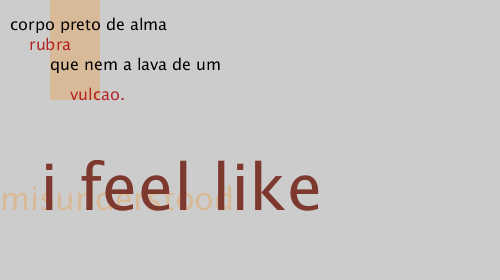 corpo preto de alma
rubra
que nem a lava de um
vulcao.
i feel like
misunderstood